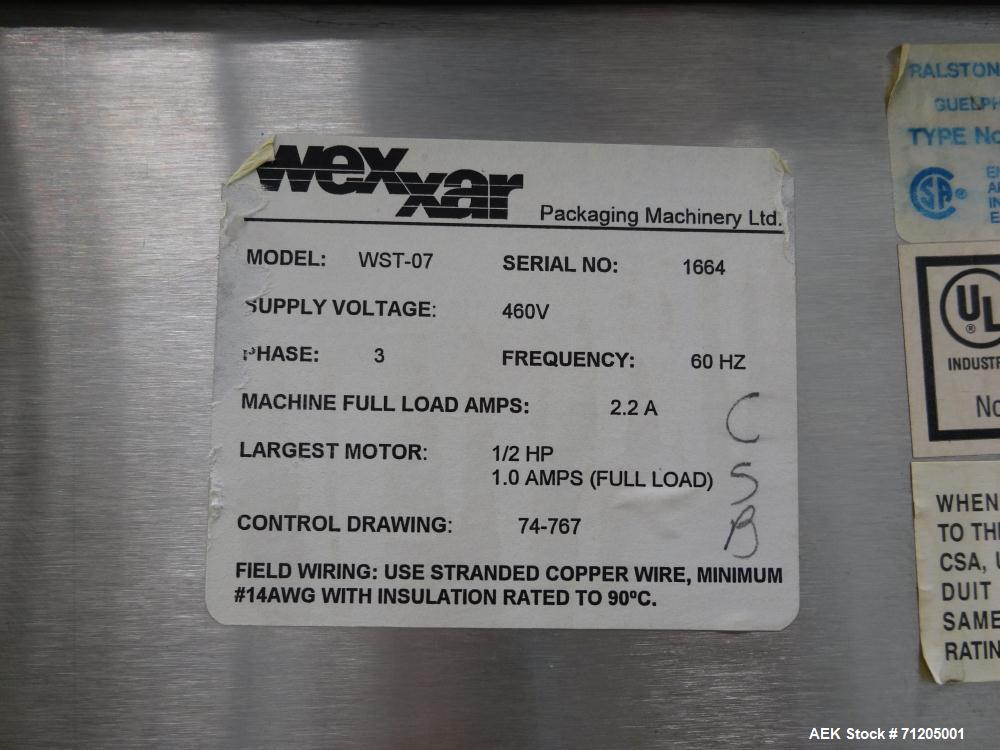 wexxar
Packaging Machinery Ltd.
MODEL: WST-07 SERIAL NO: 1664
SUPPLY VOLTAGE: 460V
PHASE: 3 FREQUENCY: 60 HZ
MACHINE FULL LOAD AMPS: 2.2 A
LARGEST MOTOR: 1/2 HP
1.0 AMPS (FULL LOAD)
CONTROL DRAWING: 74-767
FIELD WIRING: USE STRANDED COPPER WIRE, MINIMUM
#14AWG WITH INSULATION RATED TO 90ºC.
C
S
B
RALSTON
GUELPH
TYPE No
CSA ®
UL
®
INDUSTR
No
WHEN
TO TH
CSA, U
DUIT
SAME
RATIN
AEK Stock # 71205001